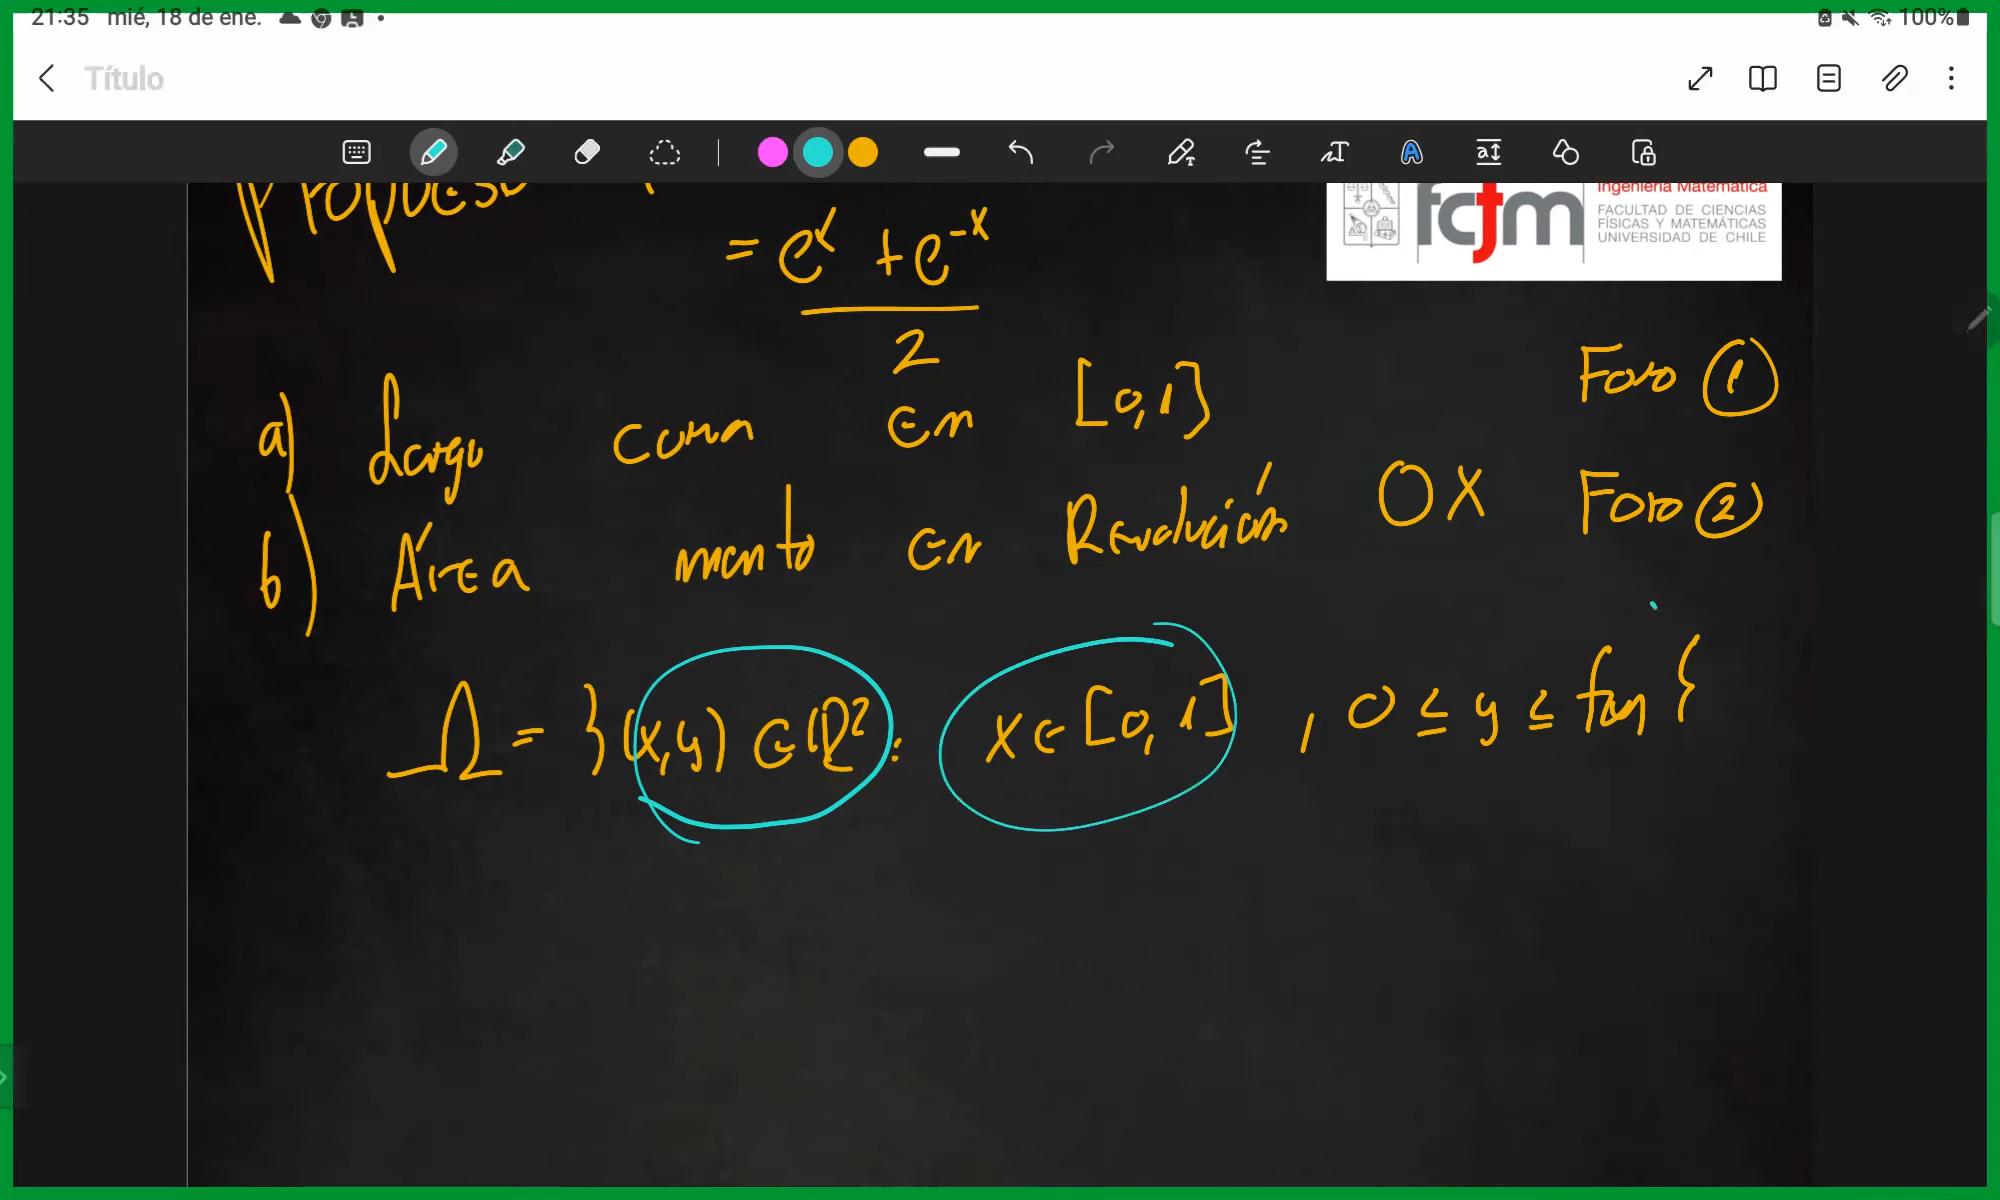 21:35 mié, 18 de ene. 100%
Título
Propuesto
Ingeniería Matemática
fcfm FACULTAD DE CIENCIAS
FÍSICAS Y MATEMÁTICAS
UNIVERSIDAD DE CHILE
= e^x + e^-x
2
a) Largo curva en [0,1] Foro 1
b) Área manto en Revolución OX Foro 2
Ω = {(x,y) ∈ ℝ²: x ∈ [0,1], 0 ≤ y ≤ f(x)}